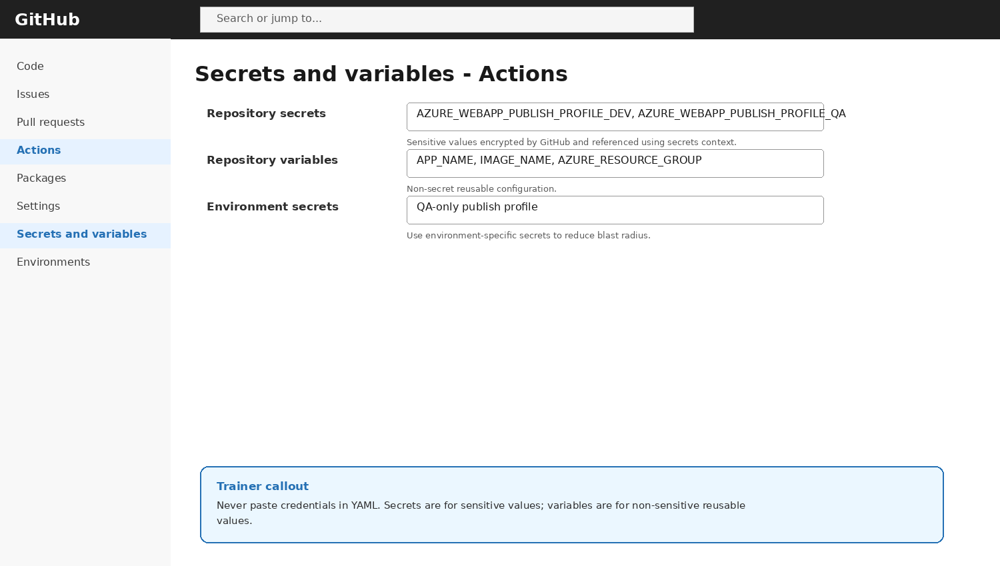 GitHub
Search or jump to...
Code
Issues
Pull requests
Actions
Packages
Settings
Secrets and variables
Environments
Secrets and variables - Actions
Repository secrets
AZURE_WEBAPP_PUBLISH_PROFILE_DEV, AZURE_WEBAPP_PUBLISH_PROFILE_QA
Sensitive values encrypted by GitHub and referenced using secrets context.
Repository variables
APP_NAME, IMAGE_NAME, AZURE_RESOURCE_GROUP
Non-secret reusable configuration.
Environment secrets
QA-only publish profile
Use environment-specific secrets to reduce blast radius.
Trainer callout
Never paste credentials in YAML. Secrets are for sensitive values; variables are for non-sensitive reusable
values.